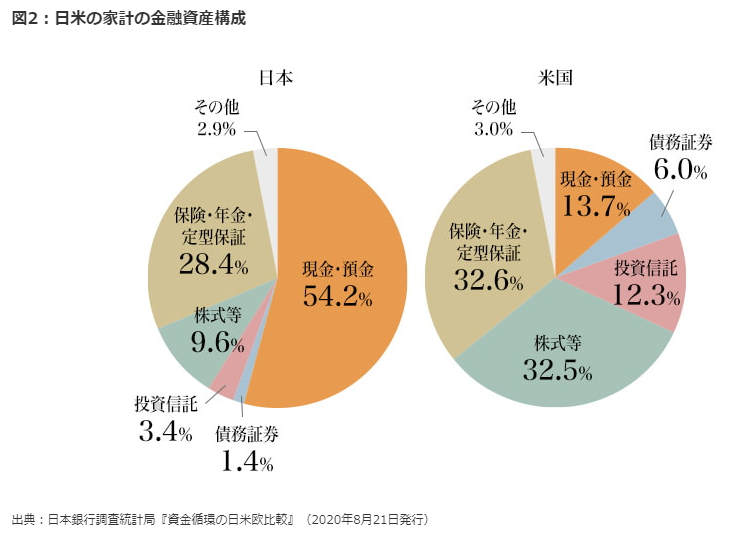 図2：日米の家計の金融資産構成
日本
その他
2.9%
現金・預金
54.2%
債務証券
1.4%
投資信託
3.4%
株式等
9.6%
保険・年金・
定型保証
28.4%
米国
その他
3.0%
現金・預金
13.7%
債務証券
6.0%
投資信託
12.3%
株式等
32.5%
保険・年金・
定型保証
32.6%
出典：日本銀行調査統計局『資金循環の日米欧比較』（2020年8月21日発行）